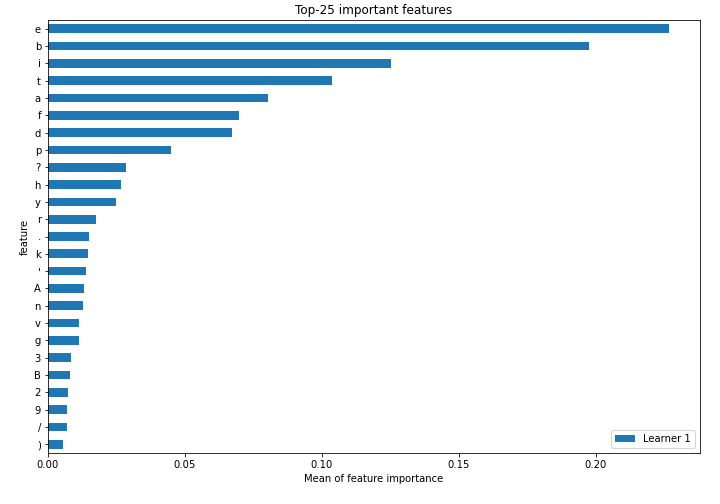 Top-25 important features
e
b
i
t
a
f
d
p
?
h
y
r
.
k
'
A
n
v
g
3
B
2
9
/
)
feature
Learner 1
0.00 0.05 0.10 0.15 0.20
Mean of feature importance